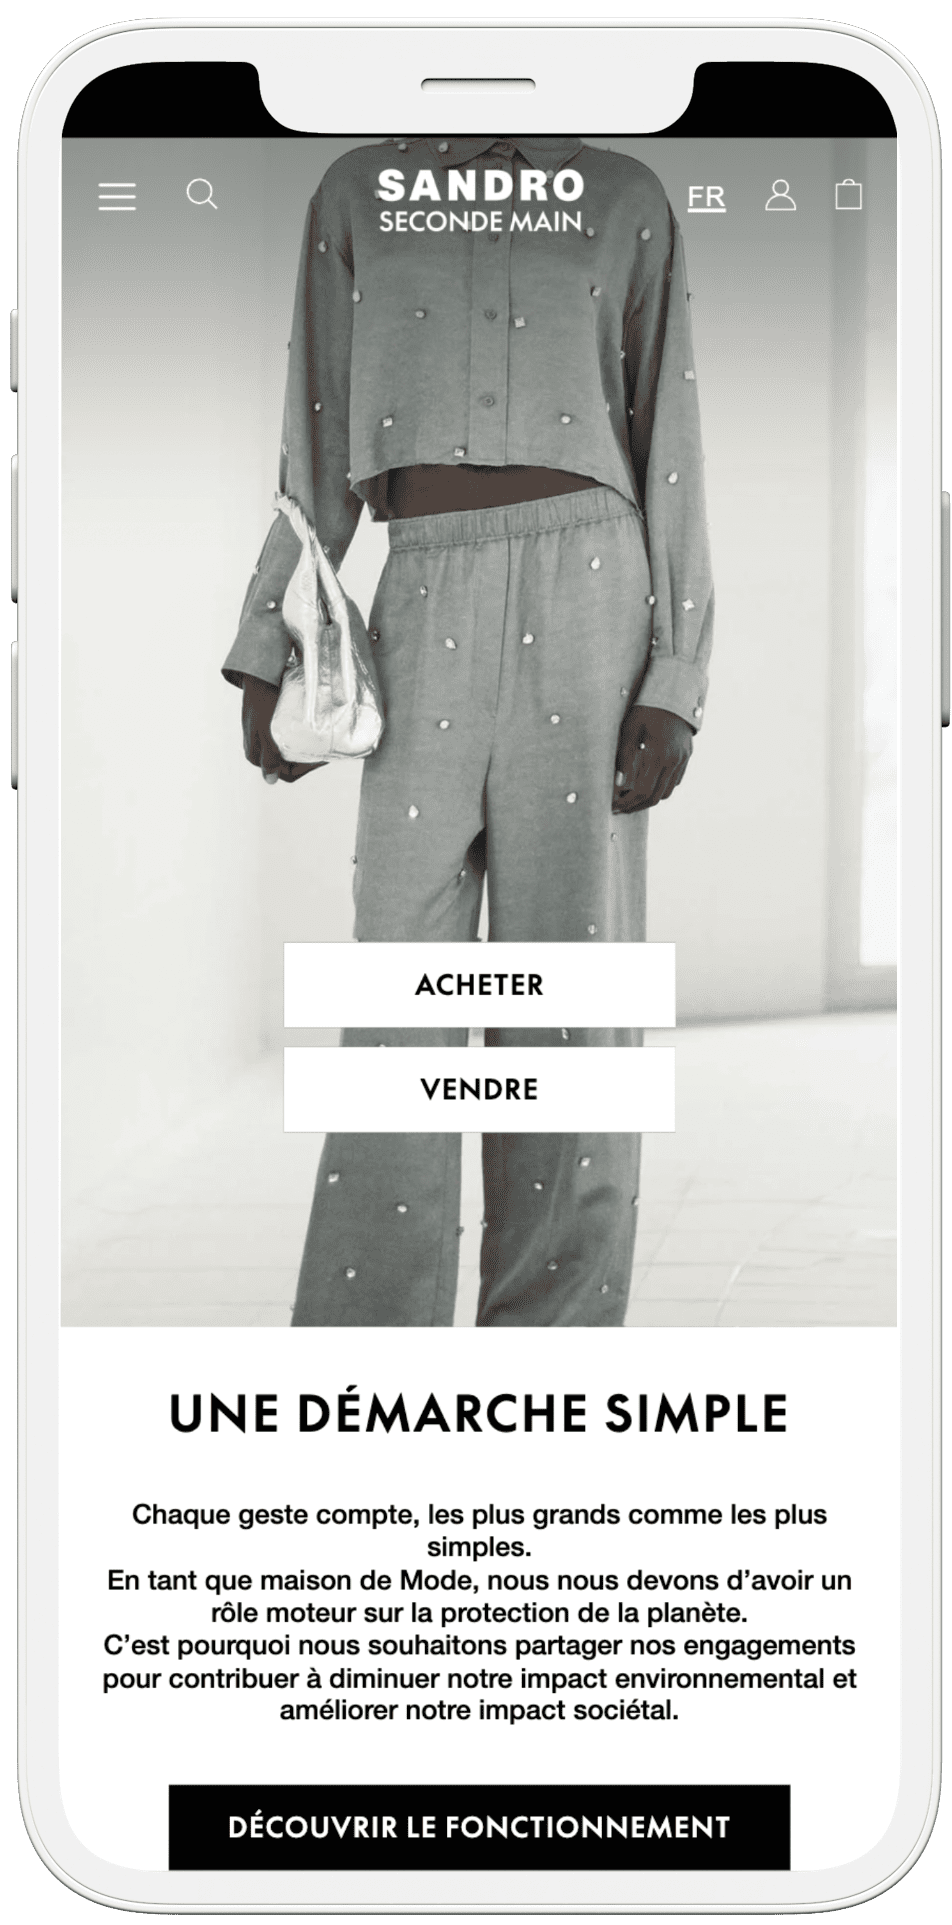 SANDRO
SECONDE MAIN
FR
ACHETER
VENDRE
UNE DÉMARCHE SIMPLE
Chaque geste compte, les plus grands comme les plus
simples.
En tant que maison de Mode, nous nous devons d’avoir un
rôle moteur sur la protection de la planète.
C’est pourquoi nous souhaitons partager nos engagements
pour contribuer à diminuer notre impact environnemental et
améliorer notre impact sociétal.
DÉCOUVRIR LE FONCTIONNEMENT